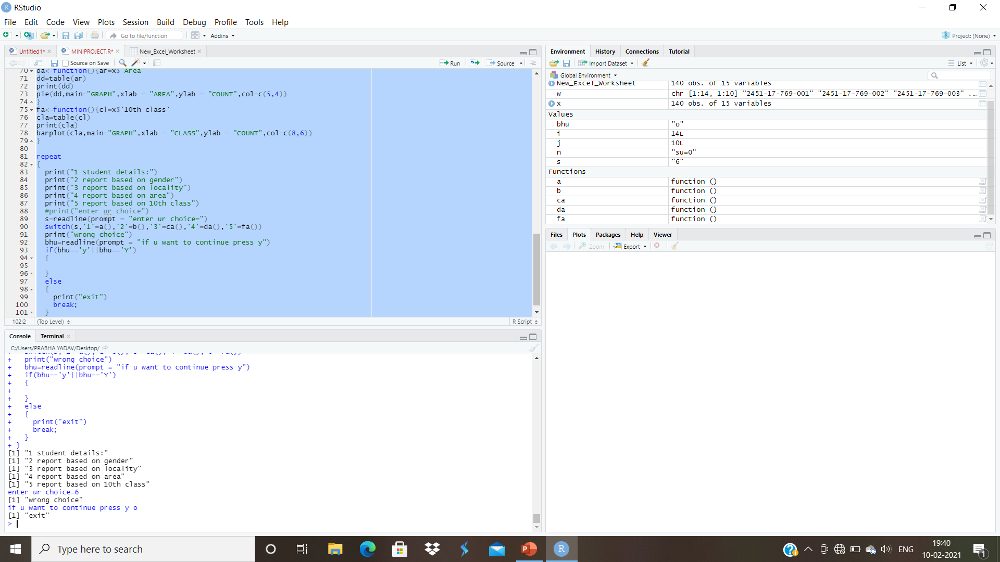 RStudio
File Edit Code View Plots Session Build Debug Profile Tools Help
Go to file/function Addins Project: (None)
Untitled1* MINIPROJECT.R* New_Excel_Worksheet
Source on Save Run Source
70 da<-function(){ar=x$`Area`
71 dd=table(ar)
72 print(dd)
73 pie(dd,main="GRAPH",xlab = "AREA",ylab = "COUNT",col=c(5,4))
74 }
75 fa<-function(){cl=x$`10th class`
76 cla=table(cl)
77 print(cla)
78 barplot(cla,main="GRAPH",xlab = "CLASS",ylab = "COUNT",col=c(8,6))
79 }
80
81 repeat
82 {
83 print("1 student details:")
84 print("2 report based on gender")
85 print("3 report based on locality")
86 print("4 report based on area")
87 print("5 report based on 10th class")
88 #print("enter ur choice")
89 s=readline(prompt = "enter ur choice=")
90 switch(s,'1'=a(),'2'=b(),'3'=ca(),'4'=da(),'5'=fa())
91 print("wrong choice")
92 bhu=readline(prompt = "if u want to continue press y")
93 if(bhu=='y'||bhu=='Y')
94 {
95
96 }
97 else
98 {
99 print("exit")
100 break;
101 }
102:2 (Top Level) R Script
Console Terminal
C:/Users/PRABHA YADAV/Desktop/
+ print("wrong choice")
+ bhu=readline(prompt = "if u want to continue press y")
+ if(bhu=='y'||bhu=='Y')
+ {
+
+ }
+ else
+ {
+ print("exit")
+ break;
+ }
+ }
[1] "1 student details:"
[1] "2 report based on gender"
[1] "3 report based on locality"
[1] "4 report based on area"
[1] "5 report based on 10th class"
enter ur choice=6
[1] "wrong choice"
if u want to continue press y o
[1] "exit"
>
Environment History Connections Tutorial
Import Dataset List
Global Environment
New_Excel_Worksheet 140 obs. of 15 variables
w chr [1:14, 1:10] "2451-17-769-001" "2451-17-769-002" "2451-17-769-003" ...
x 140 obs. of 15 variables
Values
bhu "o"
i 14L
j 10L
n "su=0"
s "6"
Functions
a function ()
b function ()
ca function ()
da function ()
fa function ()
Files Plots Packages Help Viewer
Zoom Export
Type here to search
ENG
19:40
10-02-2021
1